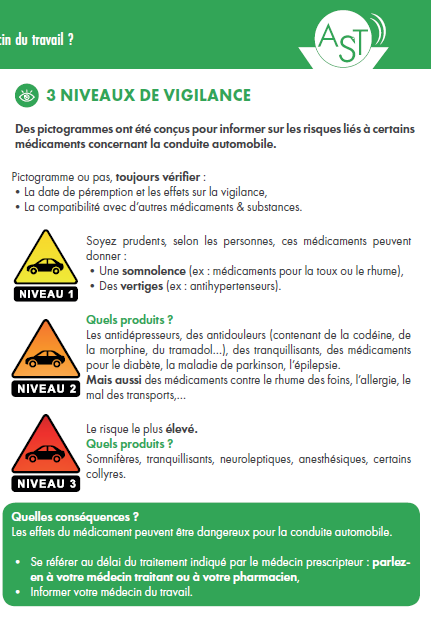 cin du travail ?
AST
3 NIVEAUX DE VIGILANCE
Des pictogrammes ont été conçus pour informer sur les risques liés à certains
médicaments concernant la conduite automobile.
Pictogramme ou pas, toujours vérifier :
• La date de péremption et les effets sur la vigilance,
• La compatibilité avec d'autres médicaments & substances.
Soyez prudents, selon les personnes, ces médicaments peuvent
donner :
• Une somnolence (ex : médicaments pour la toux ou le rhume),
• Des vertiges (ex : antihypertenseurs).
NIVEAU 1
Quels produits ?
Les antidépresseurs, des antidouleurs (contenant de la codéine, de
la morphine, du tramadol...), des tranquillisants, des médicaments
pour le diabète, la maladie de parkinson, l'épilepsie.
Mais aussi des médicaments contre le rhume des foins, l'allergie, le
mal des transports,...
NIVEAU 2
Le risque le plus élevé.
Quels produits ?
Somnifères, tranquillisants, neuroleptiques, anesthésiques, certains
collyres.
NIVEAU 3
Quelles conséquences ?
Les effets du médicament peuvent être dangereux pour la conduite automobile.
• Se référer au délai du traitement indiqué par le médecin prescripteur : parlez-
en à votre médecin traitant ou à votre pharmacien,
• Informer votre médecin du travail.